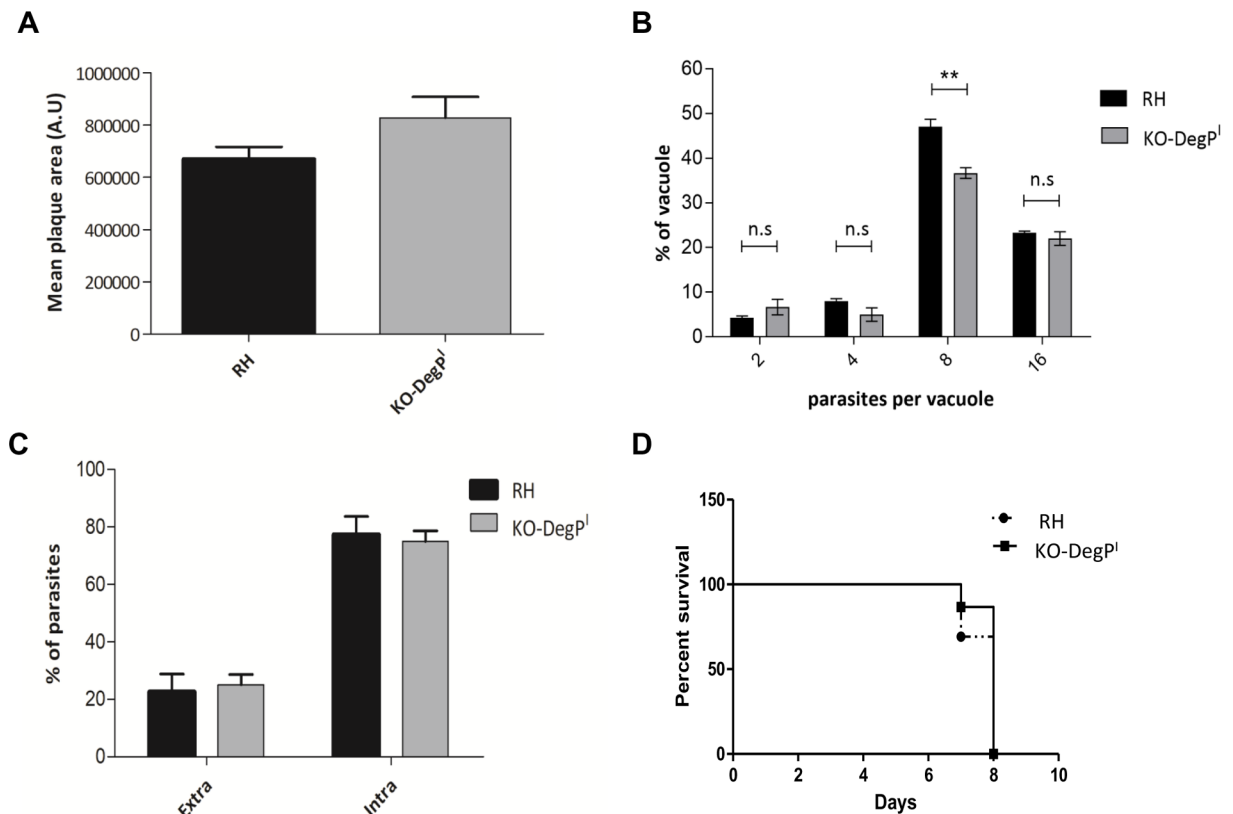 A
Mean plaque area (A.U)
1000000
800000
600000
400000
200000
0
RH
KO-DegP^I
B
% of vacuole
60
50
40
30
20
10
0
n.s
n.s
**
n.s
2
4
8
16
parasites per vacuole
RH
KO-DegP^I
C
% of parasites
100
80
60
40
20
0
Extra
Intra
RH
KO-DegP^I
D
Percent survival
150
100
50
0
0 2 4 6 8 10
Days
RH
KO-DegP^I